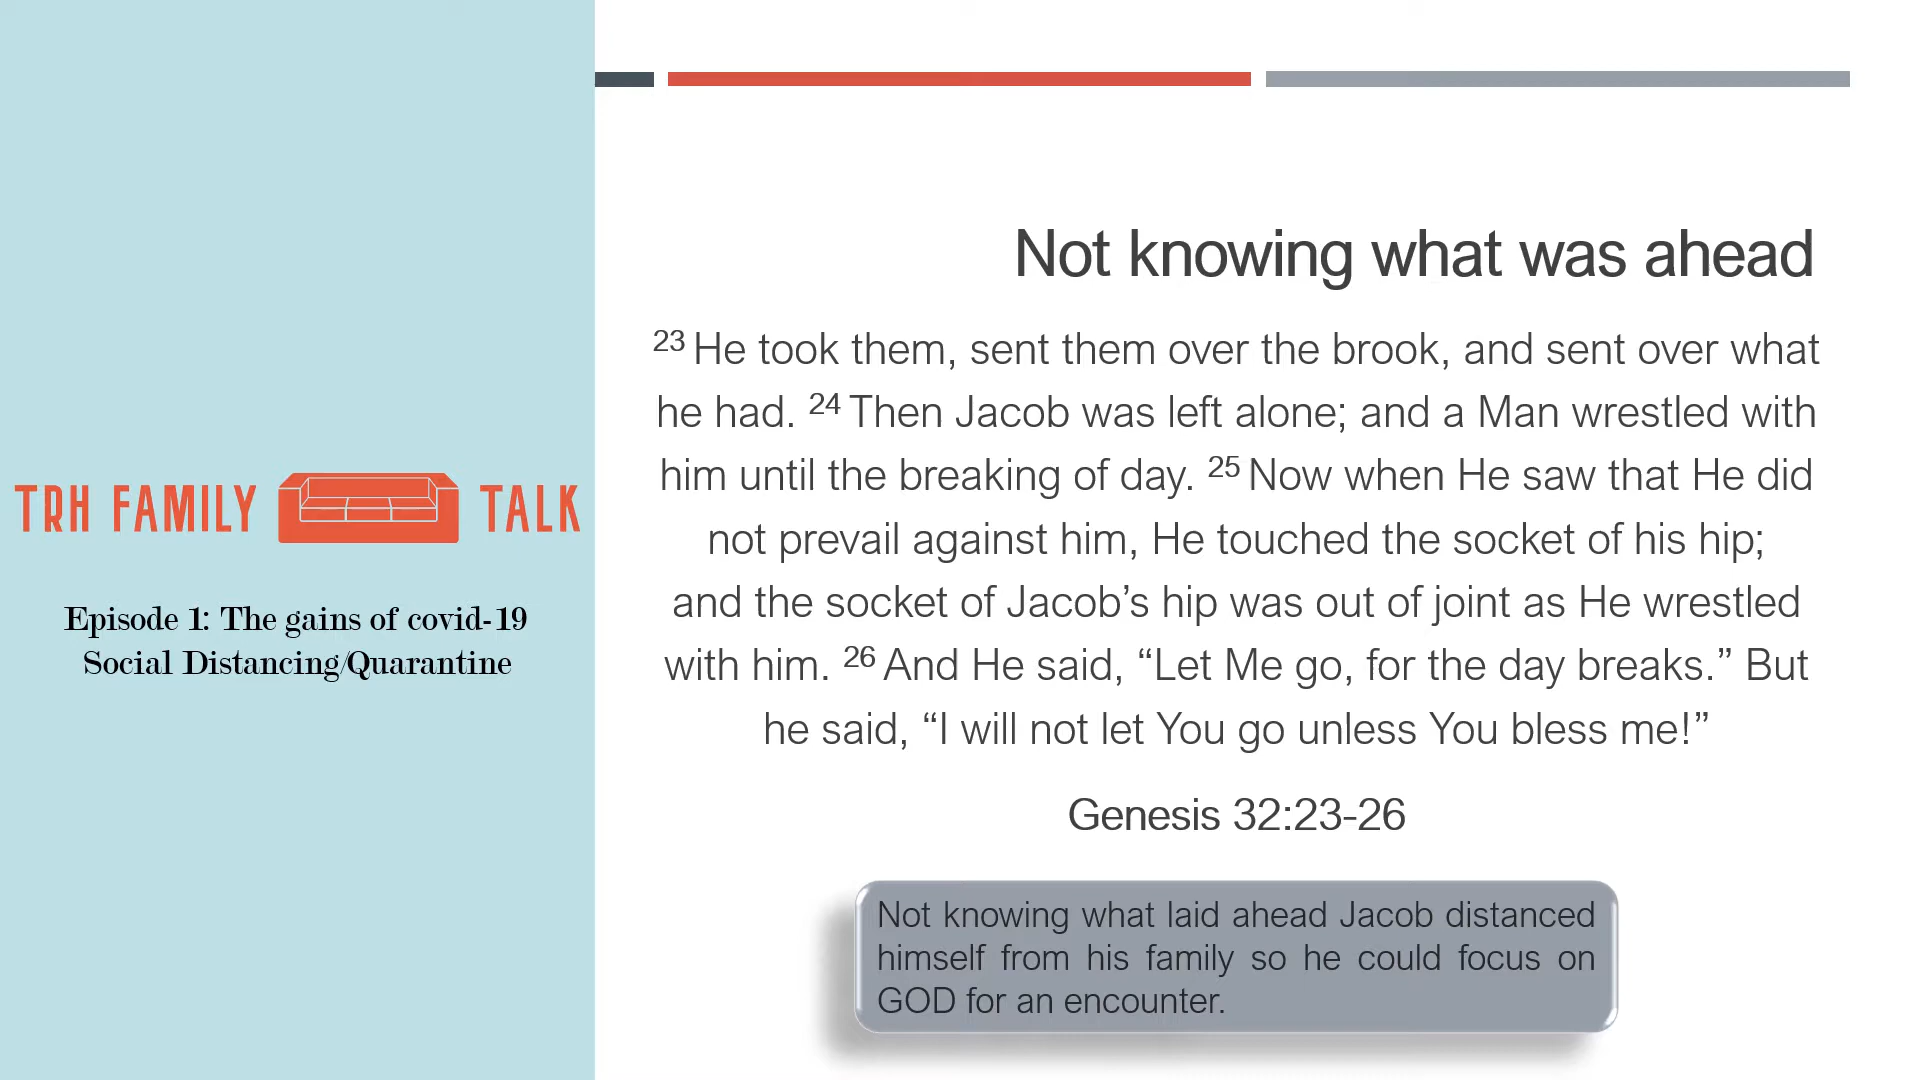 TRH FAMILY TALK
Episode 1: The gains of covid-19
Social Distancing/Quarantine
Not knowing what was ahead
23 He took them, sent them over the brook, and sent over what
he had. 24 Then Jacob was left alone; and a Man wrestled with
him until the breaking of day. 25 Now when He saw that He did
not prevail against him, He touched the socket of his hip;
and the socket of Jacob’s hip was out of joint as He wrestled
with him. 26 And He said, “Let Me go, for the day breaks.” But
he said, “I will not let You go unless You bless me!”
Genesis 32:23-26
Not knowing what laid ahead Jacob distanced
himself from his family so he could focus on
GOD for an encounter.